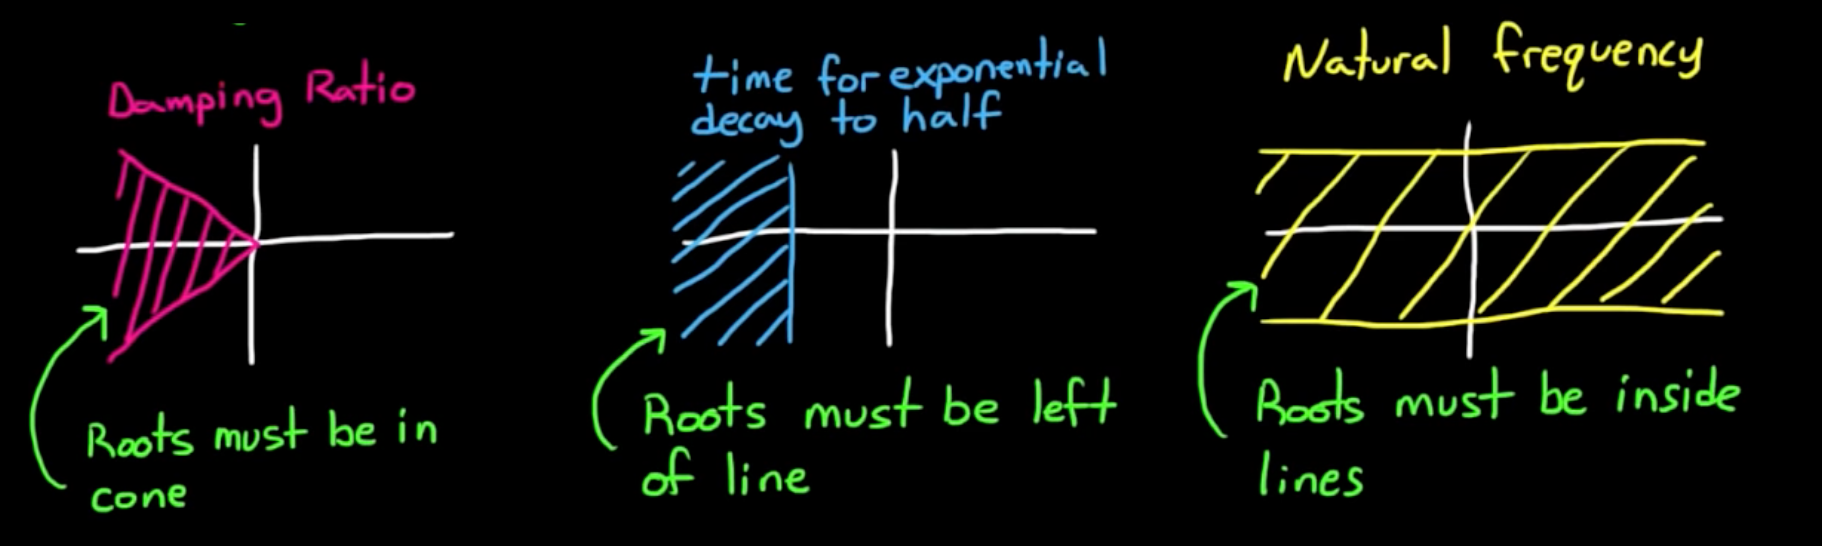 Damping Ratio
Roots must be in
cone
time for exponential
decay to half
Roots must be left
of line
Natural frequency
Roots must be inside
lines